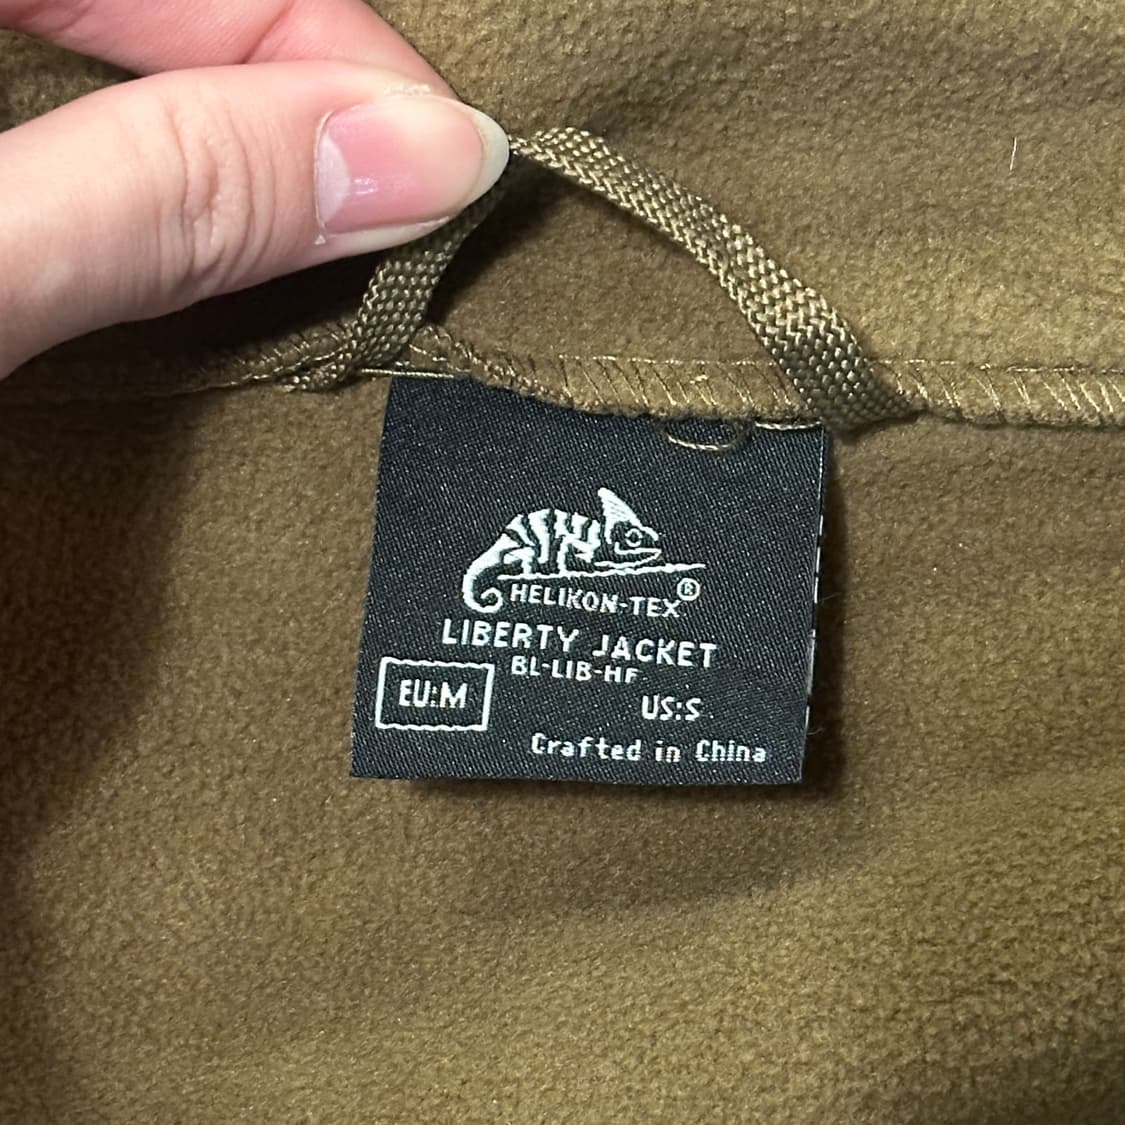 HELIKON-TEX®
LIBERTY JACKET
BL-LIB-HF
EU:M
US:S
Crafted in China